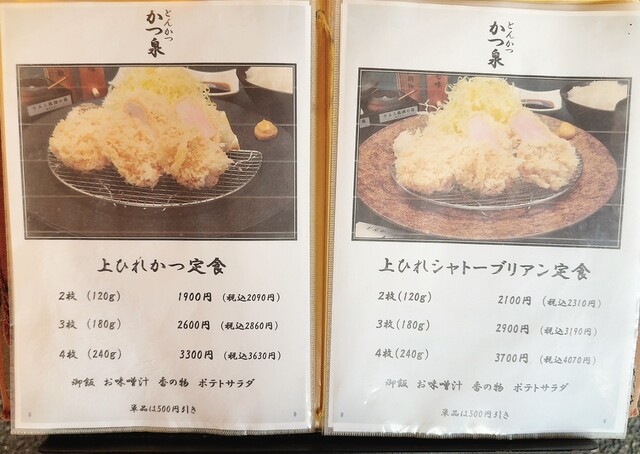 とんかつ
かつ泉
上ひれかつ定食
2枚 (120g) 1900円 (税込2090円)
3枚 (180g) 2600円 (税込2860円)
4枚 (240g) 3300円 (税込3630円)
御飯 お味噌汁 香の物 ポテトサラダ
単品は500円引き
とんかつ
かつ泉
上ひれシャトーブリアン定食
2枚(120g) 2100円 (税込2310円)
3枚(180g) 2900円 (税込3190円)
4枚(240g) 3700円 (税込4070円)
御飯 お味噌汁 香の物 ポテトサラダ
単品は500円引き